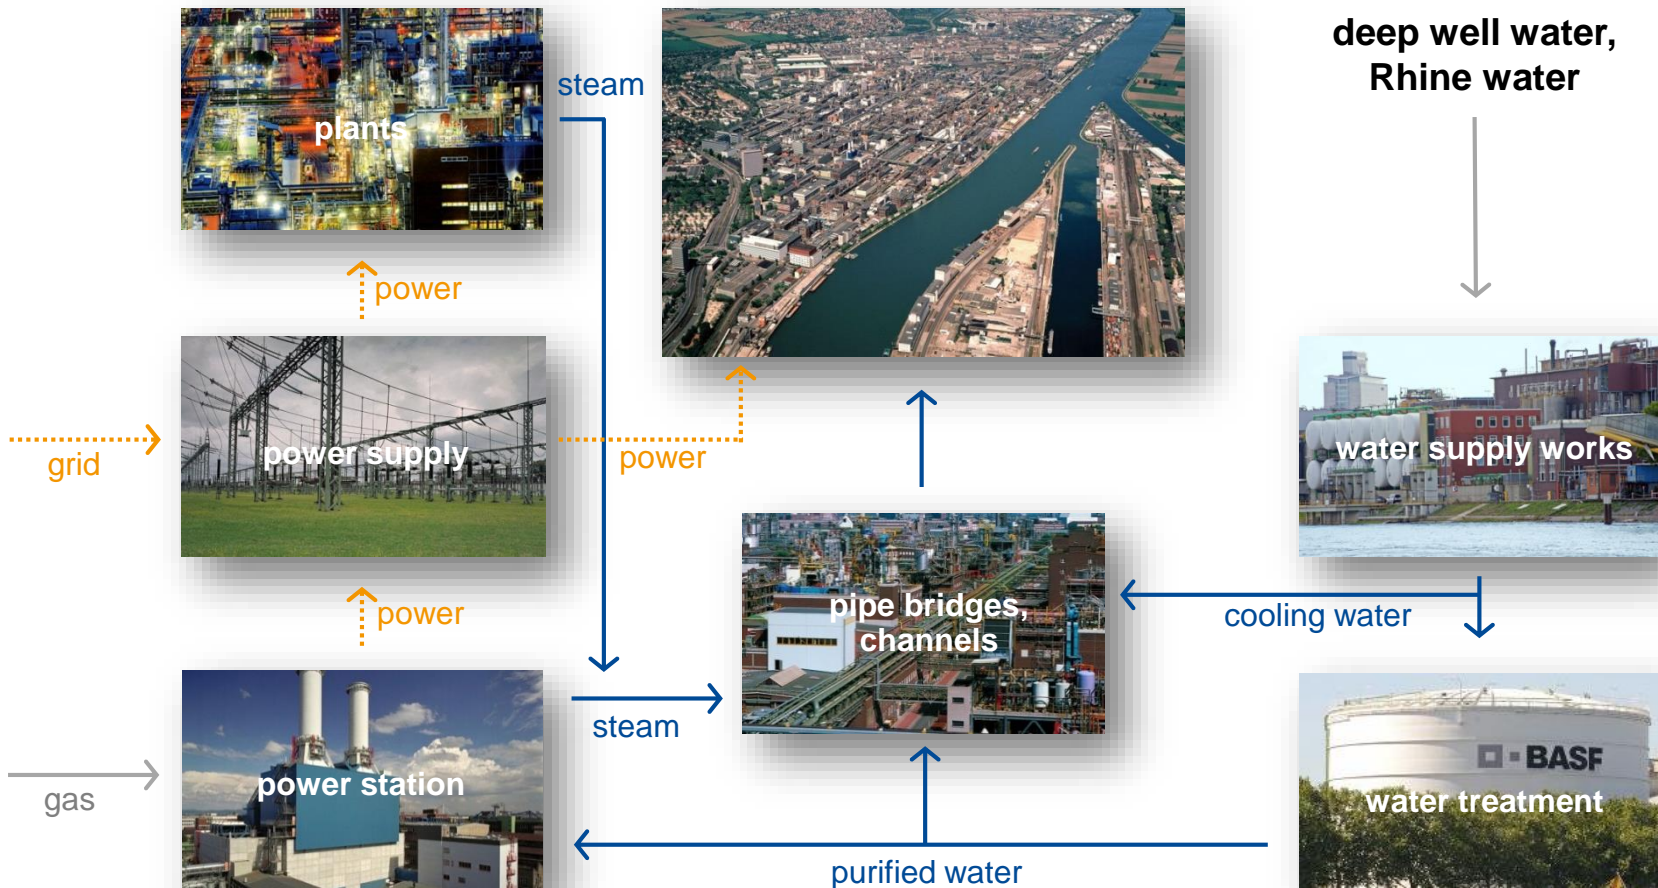 plants
steam
deep well water,
Rhine water
power
grid
power supply
power
water supply works
power
pipe bridges,
channels
cooling water
steam
gas
power station
BASF
water treatment
purified water